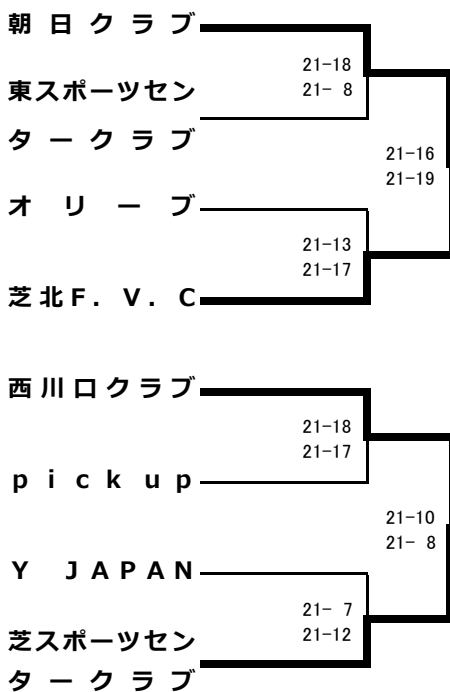 朝日クラブ
21-18
東スポーツセン
21- 8
タークラブ
21-16
21-19
オリーブ
21-13
21-17
芝北F．V．C
西川口クラブ
21-18
21-17
pickup
21-10
21- 8
Y JAPAN
21- 7
芝スポーツセン
21-12
タークラブ